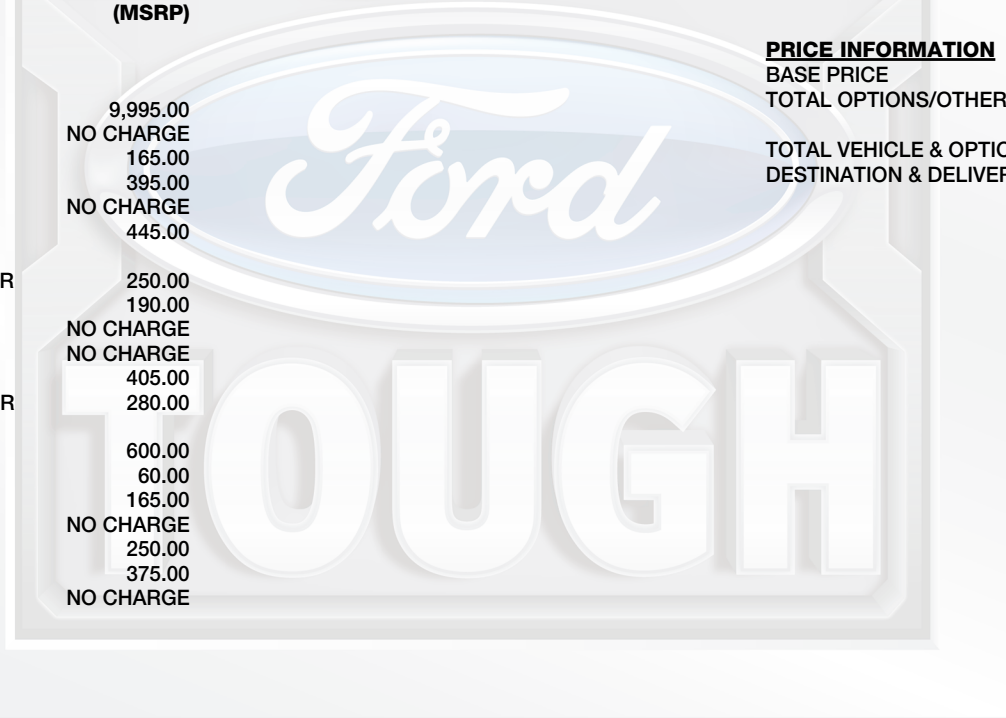 (MSRP)
9,995.00
NO CHARGE
165.00
395.00
NO CHARGE
445.00
R 250.00
190.00
NO CHARGE
NO CHARGE
405.00
R 280.00
600.00
60.00
165.00
NO CHARGE
250.00
375.00
NO CHARGE
PRICE INFORMATION
BASE PRICE
TOTAL OPTIONS/OTHER
TOTAL VEHICLE & OPTIO
DESTINATION & DELIVER
Ford
TOUGH